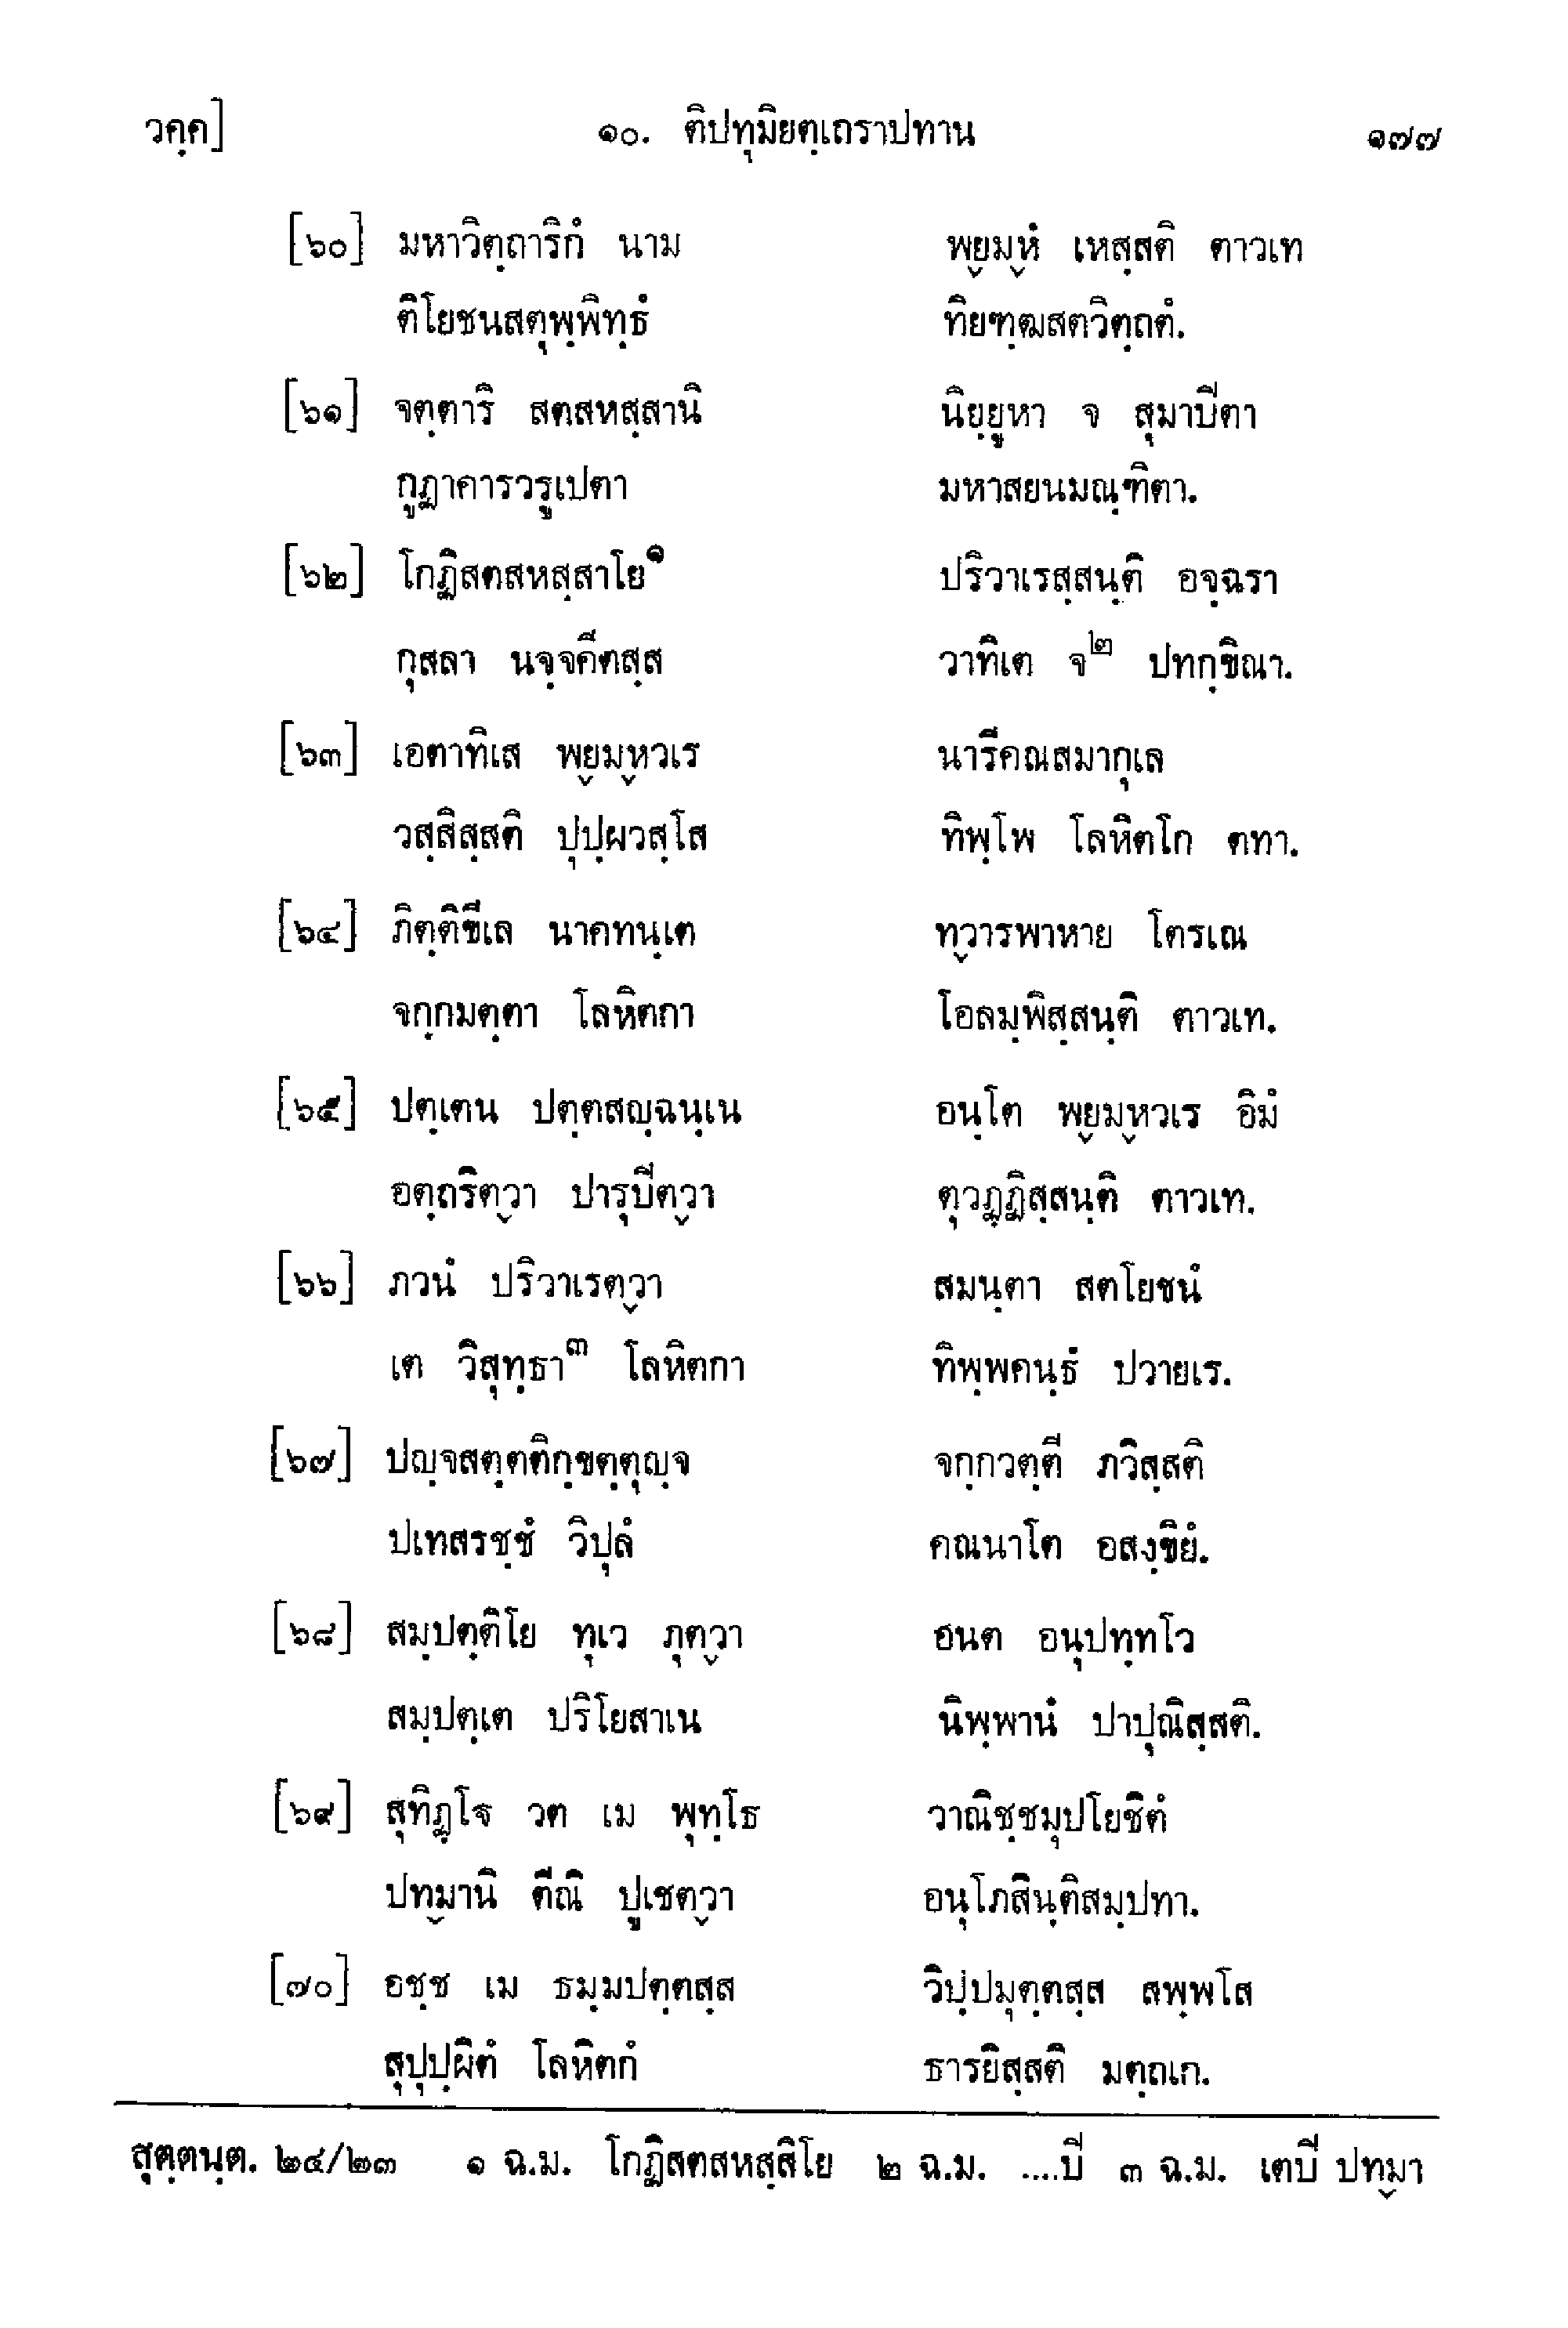 วคฺค] ๑๐. ติปทุมิยตฺเถราปทาน ๑๗๗
[๖๐] มหาวิตฺถาริกํ นาม พฺยมฺหํ เหสฺสติ ตาวเท
ติโยชนสตุพฺพิทฺธํ ทิยฑฺฒสตวิตฺถตํ.
[๖๑] จตฺตาริ สตสหสฺสานิ นิยฺยูหา จ สุมาปิตา
กูฏาคารวรูเปตา มหาสยนมณฺฑิตา.
[๖๒] โกฏิสตสหสฺสาโย๑ ปริวาเรสฺสนฺติ อจฺฉรา
กุสลา นจฺจคีตสฺส วาทิเต จ๒ ปทกฺขิณา.
[๖๓] เอตาทิเส พฺยมฺหวเร นารีคณสมากุเล
วสฺสิสฺสติ ปุปฺผวสฺโส ทิพฺโพ โลหิตโก ตทา.
[๖๔] ภิตฺติขีเล นาคทนฺเต ทฺวารพาหาย โตรเณ
จกฺกมตฺตา โลหิตกา โอลมฺพิสฺสนฺติ ตาวเท.
[๖๕] ปตฺเตน ปตฺตสญฺฉนฺเน อนฺโต พฺยมฺหวเร อิมํ
อตฺถริตฺวา ปารุปิตฺวา ตุวฏฺฏิสฺสนฺติ ตาวเท.
[๖๖] ภวนํ ปริวาเรตฺวา สมนฺตา สตโยชนํ
เต วิสุทฺธา๓ โลหิตกา ทิพฺพคนฺธํ ปวายเร.
[๖๗] ปญฺจสตฺตติกฺขตฺตุญฺจ จกฺกวตฺตี ภวิสฺสติ
ปเทสรชฺชํ วิปุลํ คณนาโต อสงฺขิยํ.
[๖๘] สมฺปตฺติโย ทุเว ภุตฺวา อนต อนุปทฺทโว
สมฺปตฺเต ปริโยสาเน นิพฺพานํ ปาปุณิสฺสติ.
[๖๙] สุทิฏฺโฐ วต เม พุทฺโธ วาณิชฺชมุปโยชิตํ
ปทฺมานิ ตีณิ ปูเชตฺวา อนุโภสินฺติสมฺปทา.
[๗๐] อชฺช เม ธมฺมปตฺตสฺส วิปฺปมุตฺตสฺส สพฺพโส
สุปุปฺผิตํ โลหิตกํ ธารยิสฺสติ มตฺถเก.
สุตฺตนฺต. ๒๔/๒๓ ๑ ฉ.ม. โกฏิสตสหสฺสิโย ๒ ฉ.ม. ....ปิ ๓ ฉ.ม. เตปิ ปทฺมา